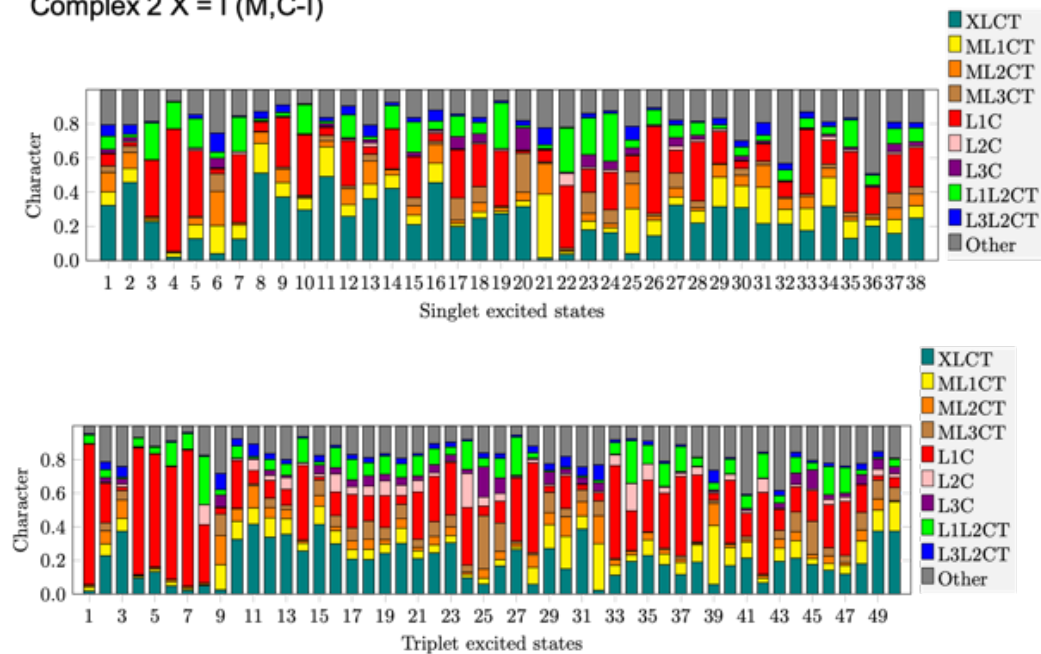 Complex 2 X = I (M,C-I)
XLCT
ML1CT
ML2CT
ML3CT
L1C
L2C
L3C
L1L2CT
L3L2CT
Other
Character
0.8
0.6
0.4
0.2
0.0
1 2 3 4 5 6 7 8 9 10 11 12 13 14 15 16 17 18 19 20 21 22 23 24 25 26 27 28 29 30 31 32 33 34 35 36 37 38
Singlet excited states
XLCT
ML1CT
ML2CT
ML3CT
L1C
L2C
L3C
L1L2CT
L3L2CT
Other
Character
0.8
0.6
0.4
0.2
0.0
1 3 5 7 9 11 13 15 17 19 21 23 25 27 29 31 33 35 37 39 41 43 45 47 49
Triplet excited states